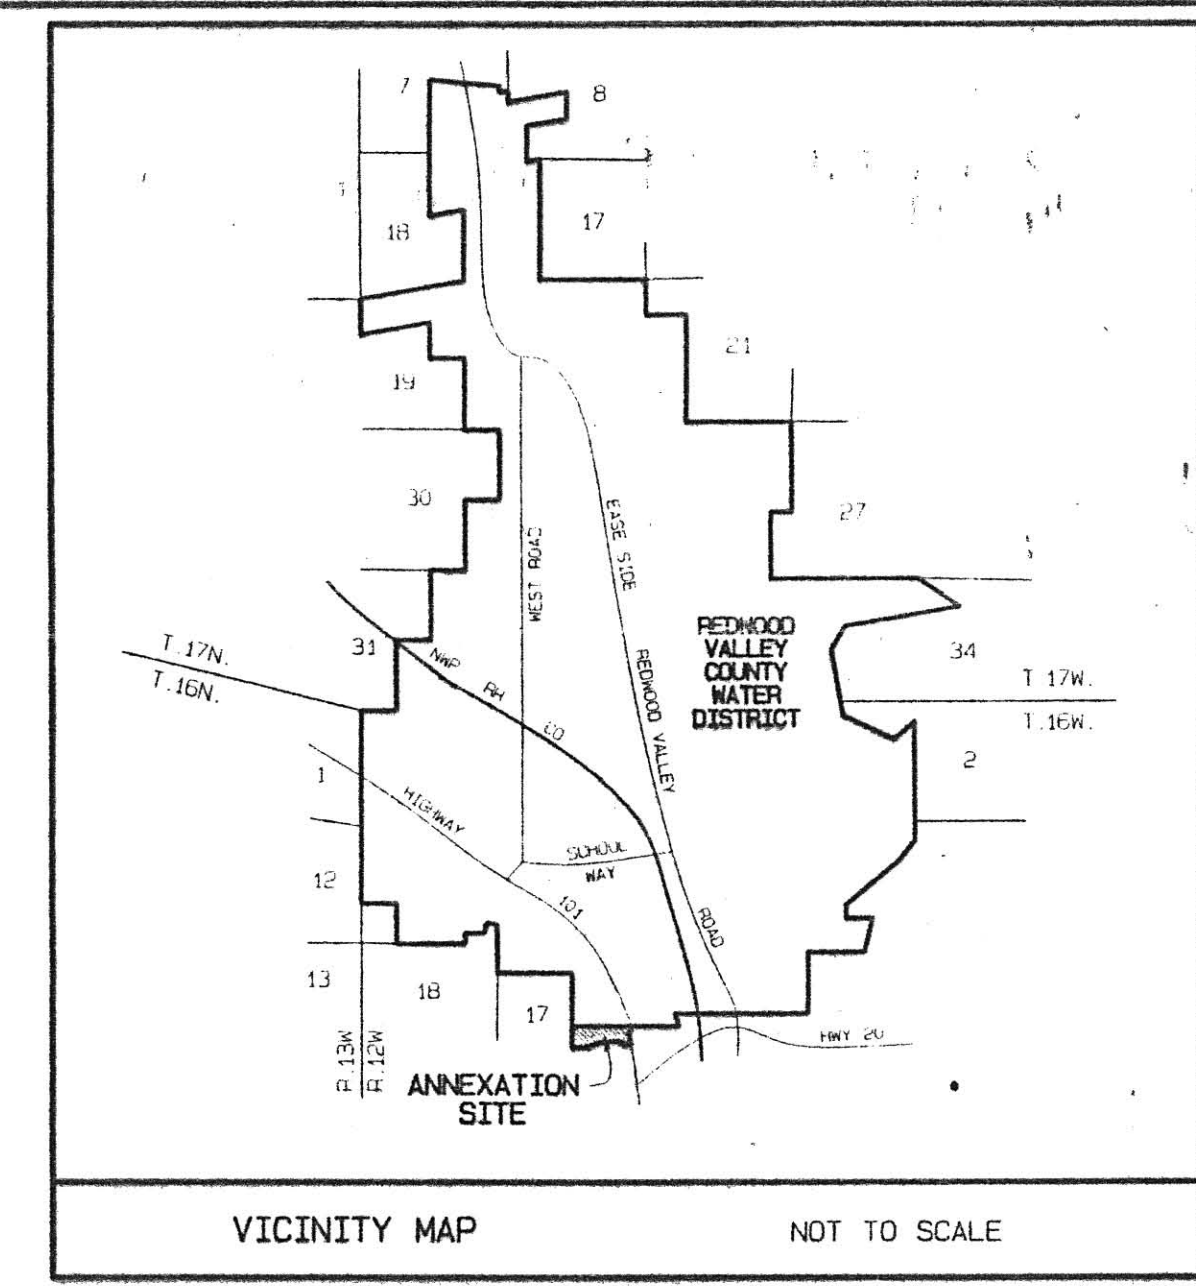 7
8
18
17
19
21
30
27
EASE SIDE
WEST ROAD
REDWOOD
VALLEY
COUNTY
WATER
DISTRICT
31
34
T.17N.
T.16N.
NWP RW CO
REDWOOD VALLEY
T 17W.
T.16W.
1
2
HIGHWAY
101
SCHOOL
WAY
12
ROAD
13
18
17
HWY 20
R.13W
R.12W
ANNEXATION
SITE
VICINITY MAP
NOT TO SCALE